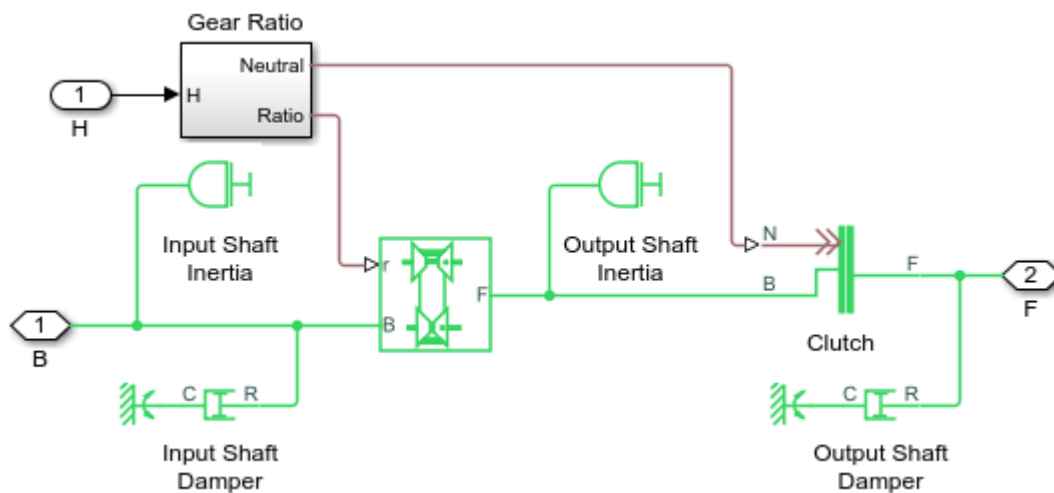 Gear Ratio
Neutral
1
H
Ratio
H
N
Input Shaft
Inertia
Output Shaft
Inertia
r
F
F
B
2
1
B
F
B
Clutch
C
R
C
R
Input Shaft
Damper
Output Shaft
Damper